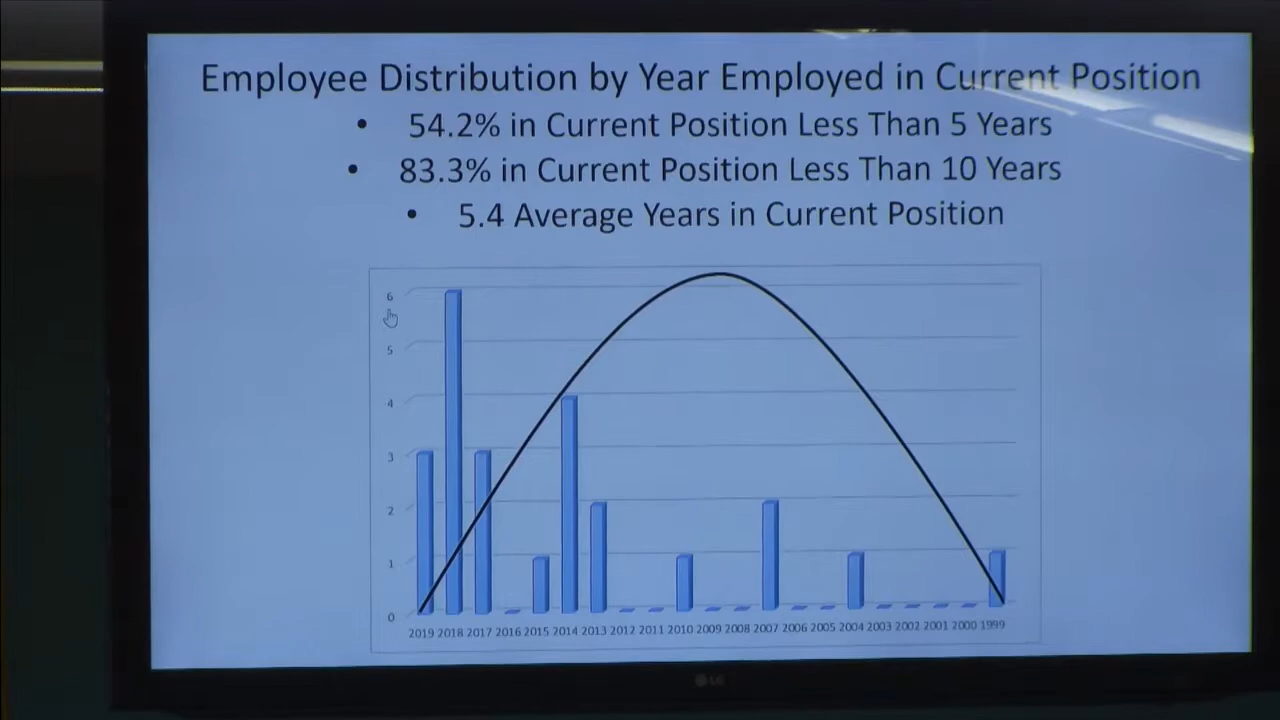 Employee Distribution by Year Employed in Current Position
• 54.2% in Current Position Less Than 5 Years
• 83.3% in Current Position Less Than 10 Years
• 5.4 Average Years in Current Position
6
5
4
3
2
1
0
2019 2018 2017 2016 2015 2014 2013 2012 2011 2010 2009 2008 2007 2006 2005 2004 2003 2002 2001 2000 1999
LG